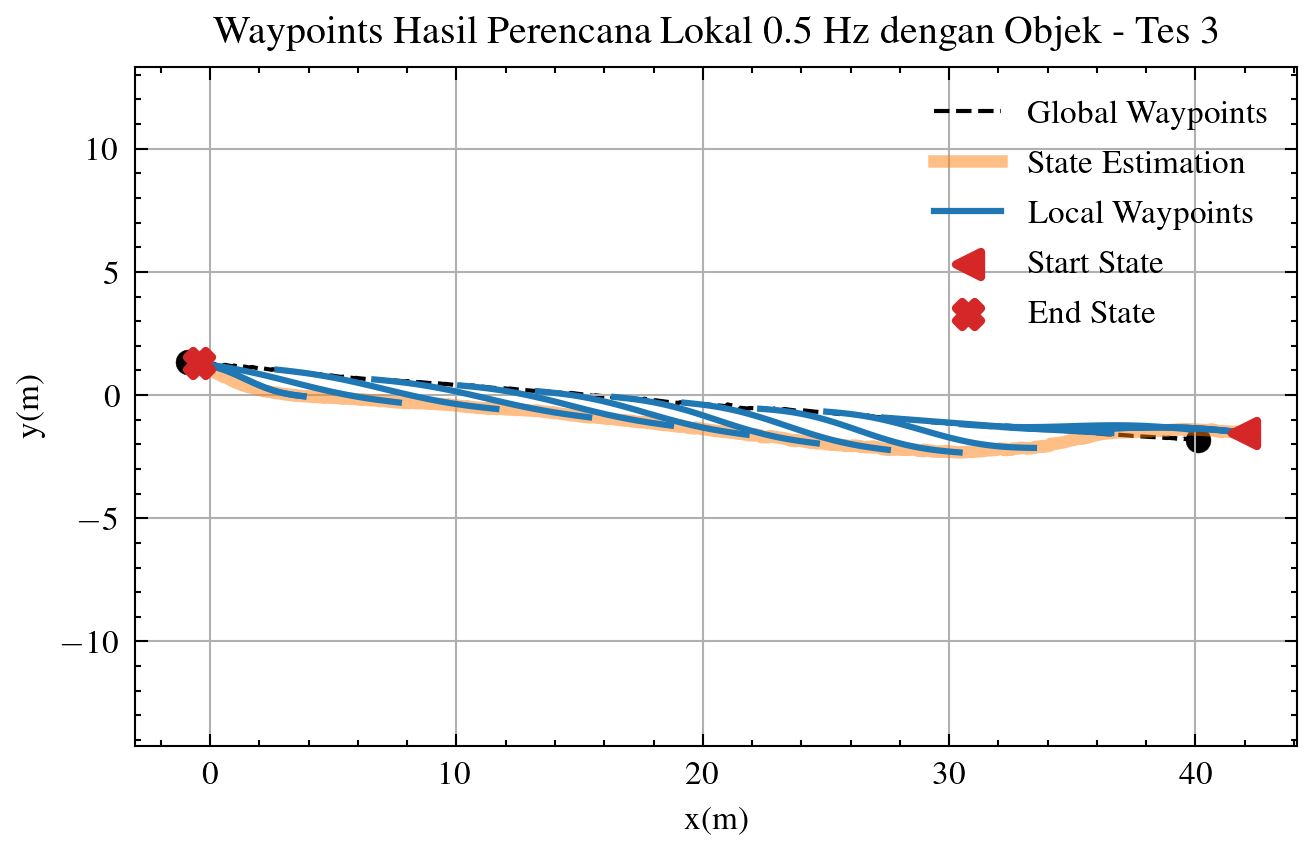 Waypoints Hasil Perencana Lokal 0.5 Hz dengan Objek - Tes 3
Global Waypoints
State Estimation
Local Waypoints
Start State
End State
y(m)
10
5
0
−5
−10
0
10
20
30
40
x(m)